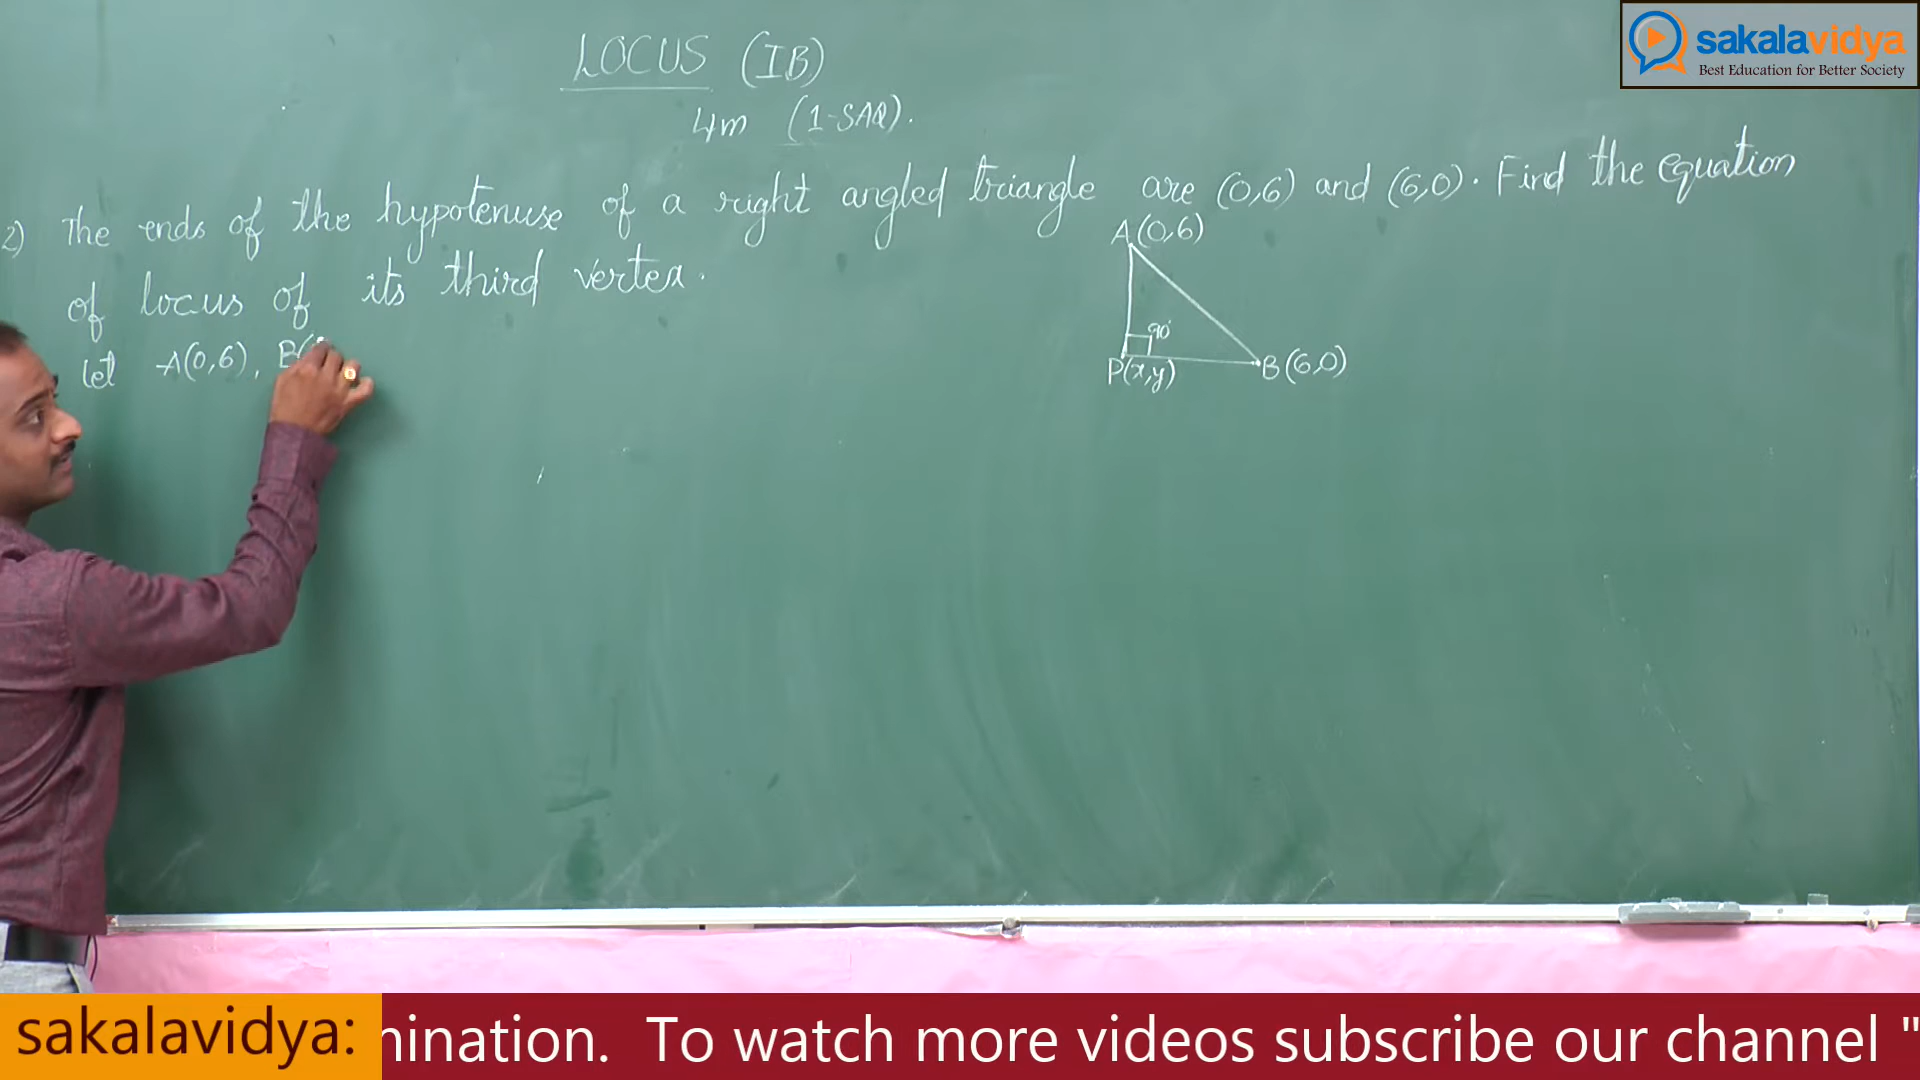 LOCUS (IB)
4m (1-SAQ).
2) The ends of the hypotenuse of a right angled triangle are (0,6) and (6,0). Find the equation
of locus of its third vertex.
Let A(0,6), B(
A(0,6)
90°
P(x,y)
B(6,0)
sakalavidya
Best Education for Better Society
sakalavidya:
mination. To watch more videos subscribe our channel "